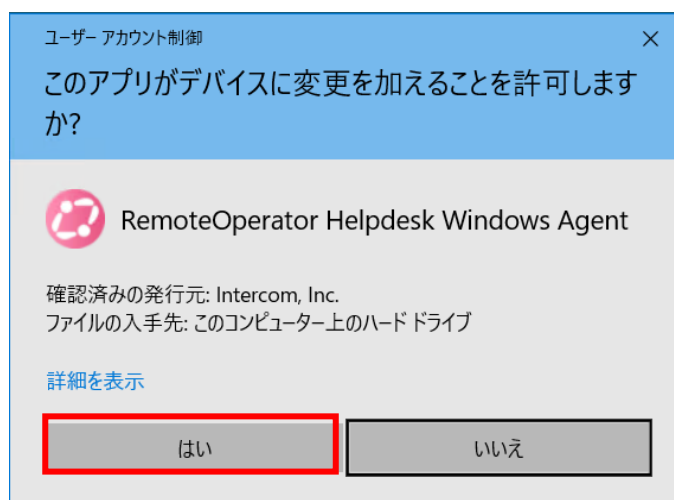 ユーザー アカウント制御
このアプリがデバイスに変更を加えることを許可します
か?
RemoteOperator Helpdesk Windows Agent
確認済みの発行元: Intercom, Inc.
ファイルの入手先: このコンピューター上のハード ドライブ
詳細を表示
はい
いいえ